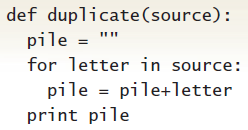 def duplicate(source):
  pile = ""
  for letter in source:
    pile = pile+letter
  print pile